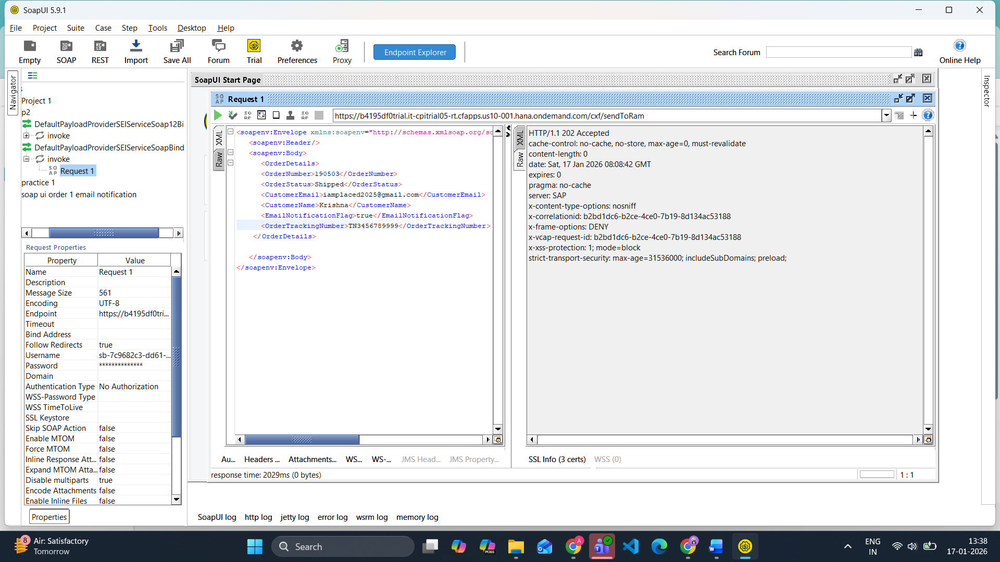 SoapUI 5.9.1
File Project Suite Case Step Tools Desktop Help
Empty SOAP REST Import Save All Forum Trial Preferences Proxy Endpoint Explorer Search Forum Online Help
Navigator
Project 1
p2
DefaultPayloadProviderSEIServiceSoap12Bi
invoke
DefaultPayloadProviderSEIServiceSoapBind
invoke
Request 1
practice 1
soap ui order 1 email notification
Request Properties
Property Value
Name Request 1
Description
Message Size 561
Encoding UTF-8
Endpoint https://b4195df0tri...
Timeout
Bind Address
Follow Redirects true
Username sb-7c9682c3-dd61-...
Password **************
Domain
Authentication Type No Authorization
WSS-Password Type
WSS TimeToLive
SSL Keystore
Skip SOAP Action false
Enable MTOM false
Force MTOM false
Inline Response Att... false
Expand MTOM Atta... false
Disable multiparts true
Encode Attachments false
Enable Inline Files false
Properties
SoapUI Start Page
Request 1
https://b4195df0trial.it-cpitrial05-rt.cfapps.us10-001.hana.ondemand.com/cxf/sendToRam
XML
Raw
<soapenv:Envelope xmlns:soapenv="http://schemas.xmlsoap.org/so
<soapenv:Header/>
<soapenv:Body>
<OrderDetails>
<OrderNumber>190503</OrderNumber>
<OrderStatus>Shipped</OrderStatus>
<CustomerEmail>iamplaced2025@gmail.com</CustomerEmail>
<CustomerName>Krishna</CustomerName>
<EmailNotificationFlag>true</EmailNotificationFlag>
<OrderTrackingNumber>TN3456789999</OrderTrackingNumber>
</OrderDetails>
</soapenv:Body>
</soapenv:Envelope>
XML
Raw
HTTP/1.1 202 Accepted
cache-control: no-cache, no-store, max-age=0, must-revalidate
content-length: 0
date: Sat, 17 Jan 2026 08:08:42 GMT
expires: 0
pragma: no-cache
server: SAP
x-content-type-options: nosniff
x-correlationid: b2bd1dc6-b2ce-4ce0-7b19-8d134ac53188
x-frame-options: DENY
x-vcap-request-id: b2bd1dc6-b2ce-4ce0-7b19-8d134ac53188
x-xss-protection: 1; mode=block
strict-transport-security: max-age=31536000; includeSubDomains; preload;
Au... Headers ... Attachments... WS... WS-... JMS Head... JMS Property...
SSL Info (3 certs) WSS (0)
response time: 2029ms (0 bytes)
1 : 1
Inspector
SoapUI log http log jetty log error log wsrm log memory log
8
Air: Satisfactory
Tomorrow
Search
ENG
IN
13:38
17-01-2026